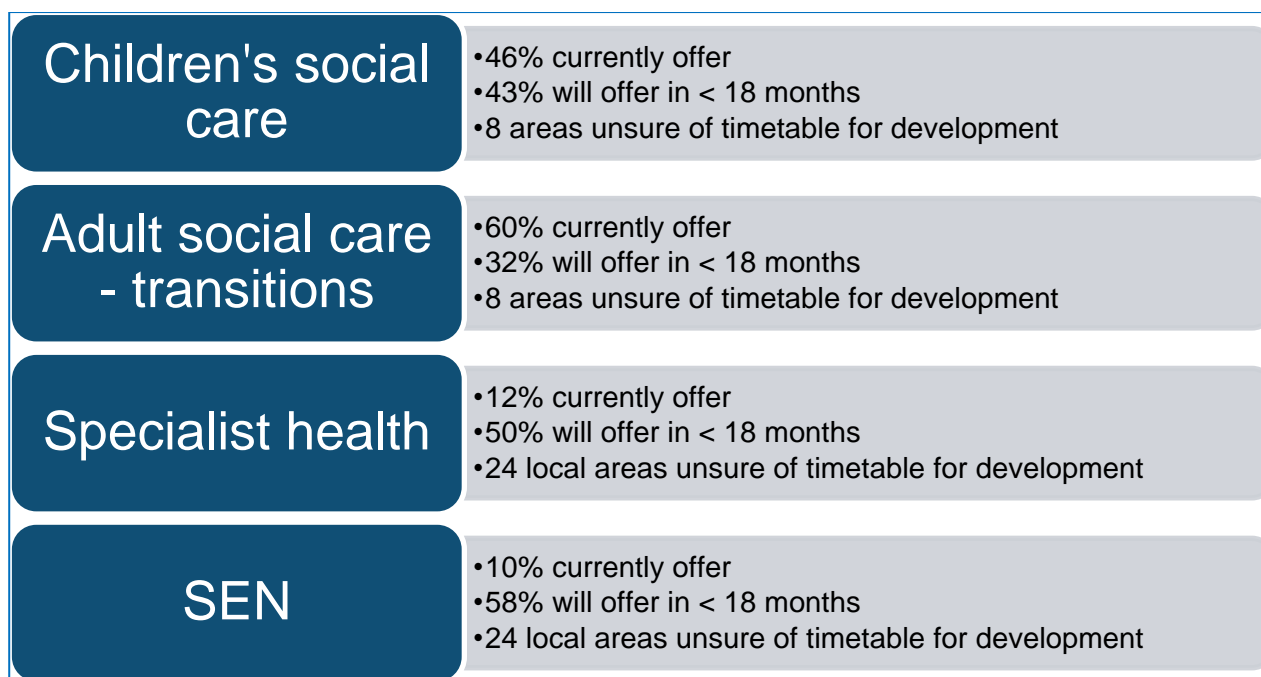 Children's social
care
•46% currently offer
•43% will offer in < 18 months
•8 areas unsure of timetable for development
Adult social care
- transitions
•60% currently offer
•32% will offer in < 18 months
•8 areas unsure of timetable for development
Specialist health
•12% currently offer
•50% will offer in < 18 months
•24 local areas unsure of timetable for development
SEN
•10% currently offer
•58% will offer in < 18 months
•24 local areas unsure of timetable for development